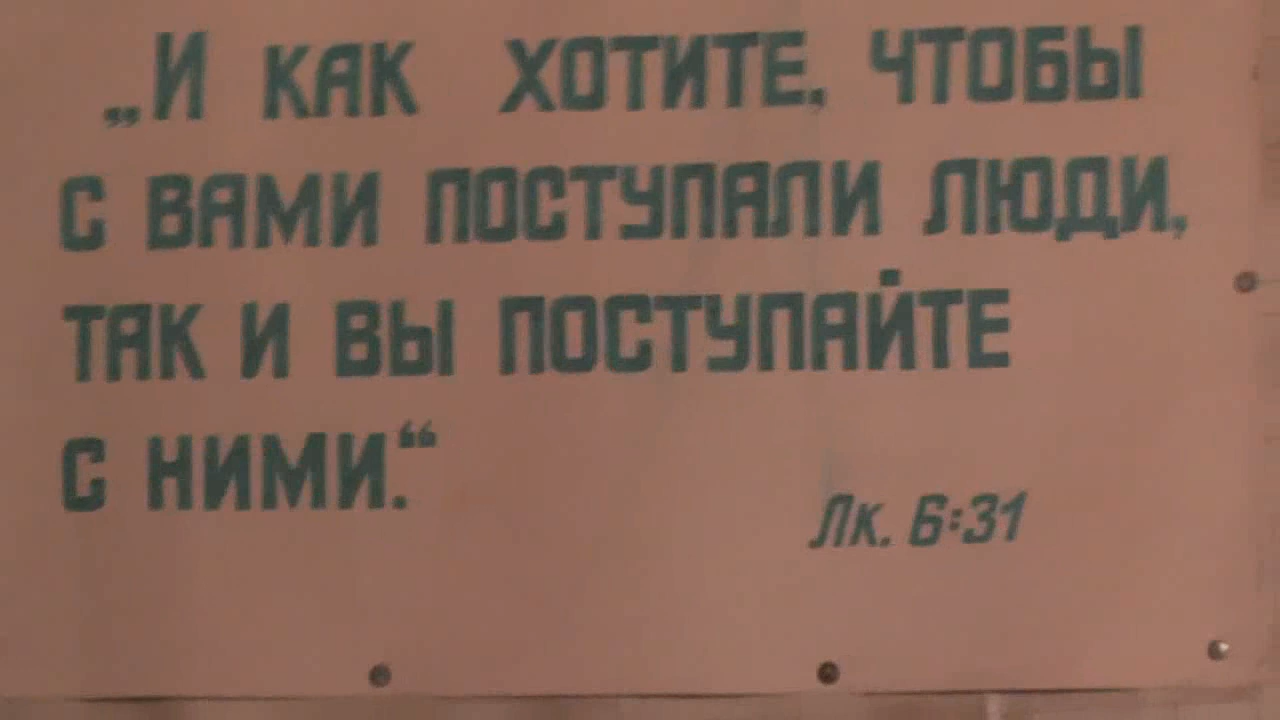 „И КАК ХОТИТЕ, ЧТОБЫ
С ВАМИ ПОСТУПАЛИ ЛЮДИ,
ТАК И ВЫ ПОСТУПАЙТЕ
С НИМИ.“
Лк. 6:31